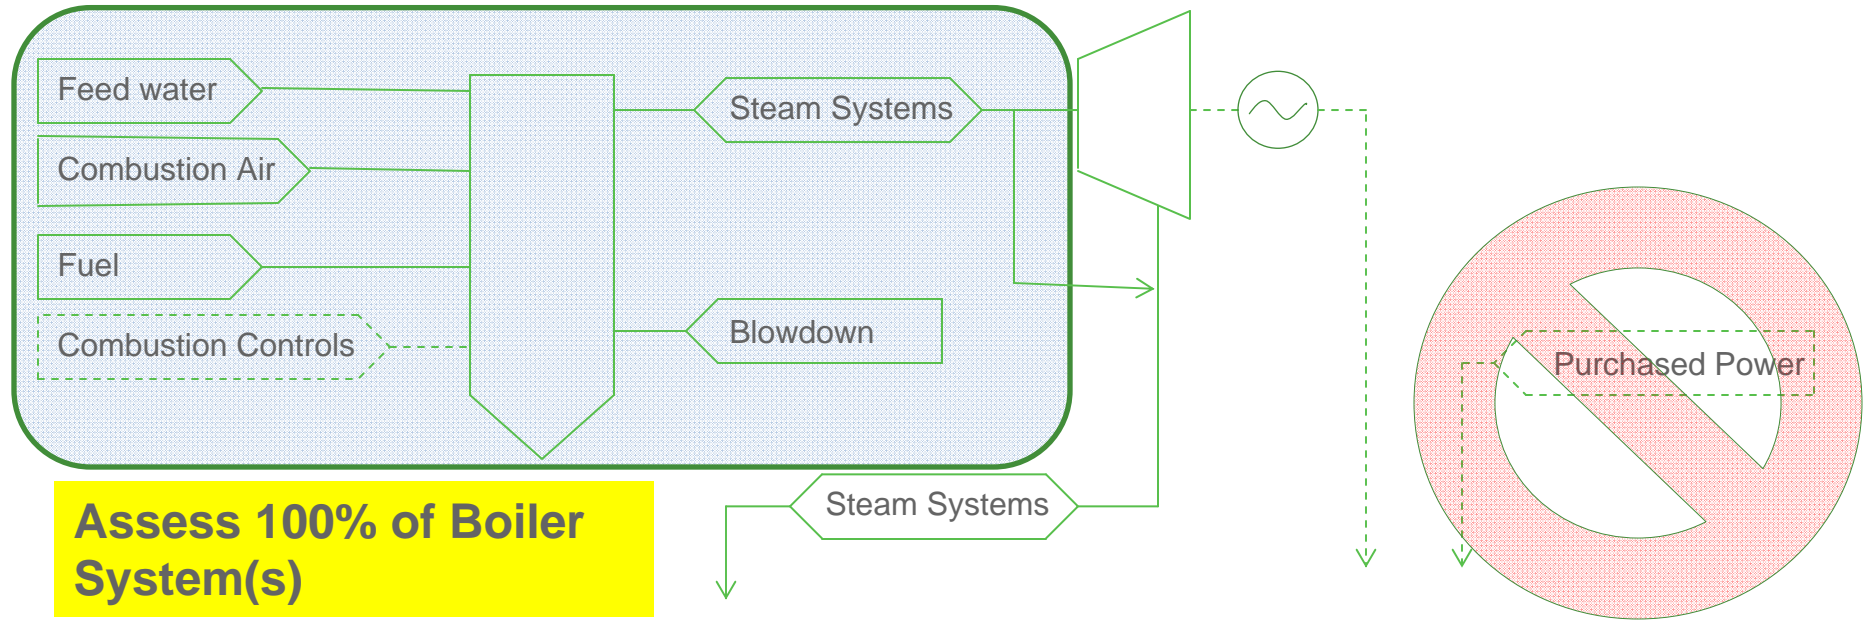 Feed water
Combustion Air
Fuel
Combustion Controls
Steam Systems
Blowdown
Purchased Power
Steam Systems
Assess 100% of Boiler
System(s)